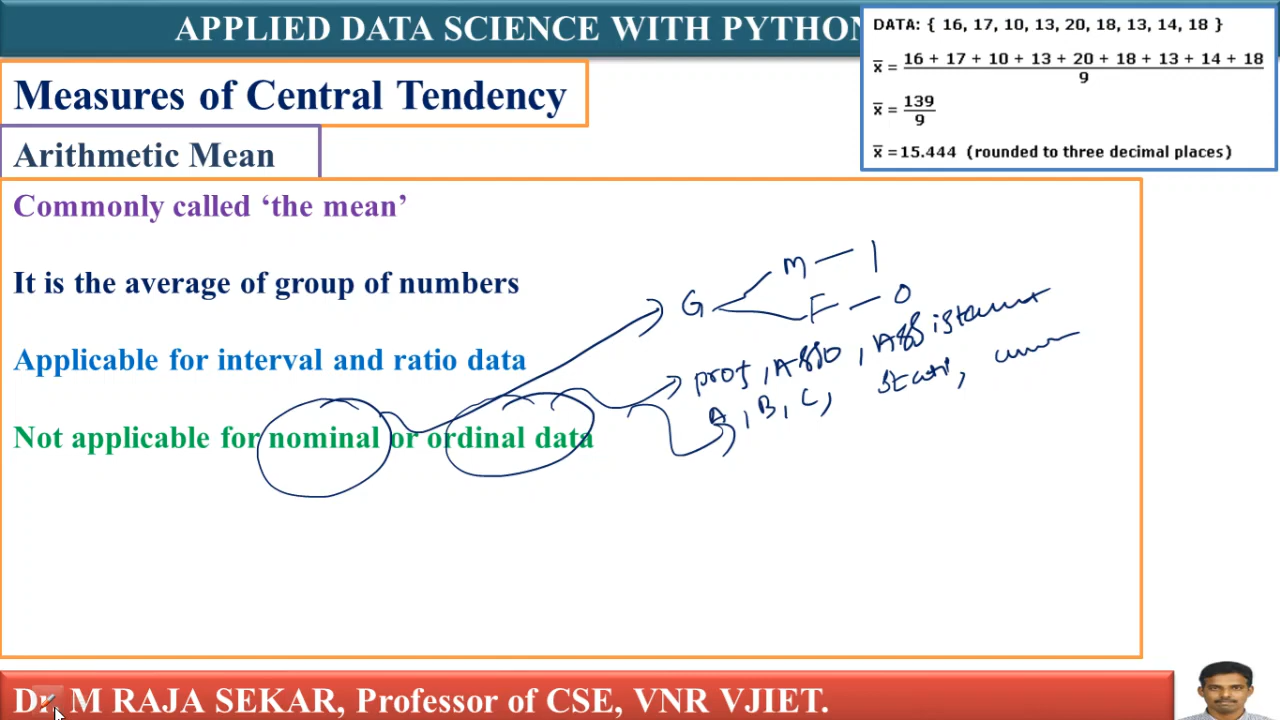 APPLIED DATA SCIENCE WITH PYTHON
DATA: { 16, 17, 10, 13, 20, 18, 13, 14, 18 }
x̄ = 16 + 17 + 10 + 13 + 20 + 18 + 13 + 14 + 18
9
x̄ = 139
9
x̄ =15.444 (rounded to three decimal places)
Measures of Central Tendency
Arithmetic Mean
Commonly called ‘the mean’
It is the average of group of numbers
Applicable for interval and ratio data
Not applicable for nominal or ordinal data
G
M — 1
F — 0
prof, Asso, Assistant
A, B, C,
Dr. M RAJA SEKAR, Professor of CSE, VNR VJIET.